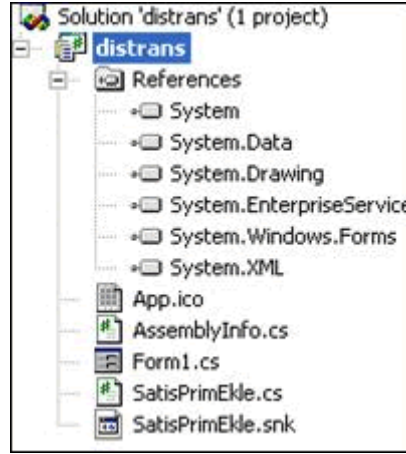 Solution 'distrans' (1 project)
distrans
References
System
System.Data
System.Drawing
System.EnterpriseService
System.Windows.Forms
System.XML
App.ico
AssemblyInfo.cs
Form1.cs
SatisPrimEkle.cs
SatisPrimEkle.snk